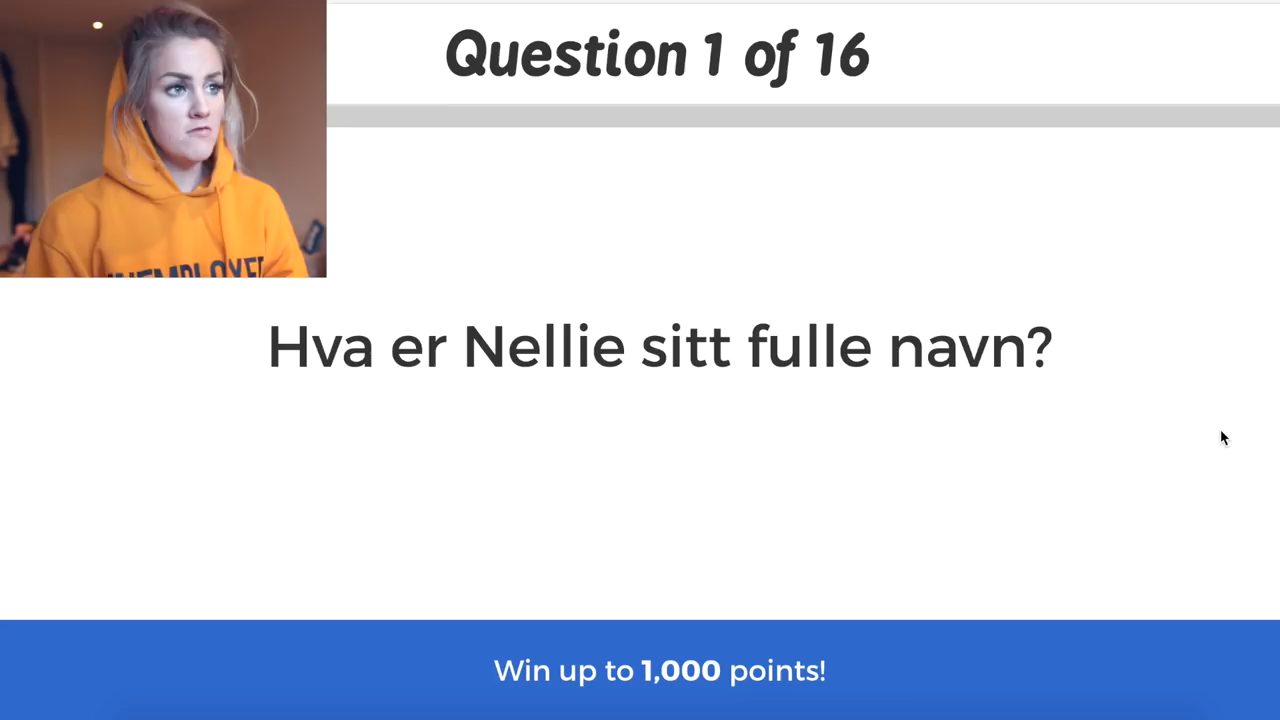 Question 1 of 16
Hva er Nellie sitt fulle navn?
Win up to 1,000 points!